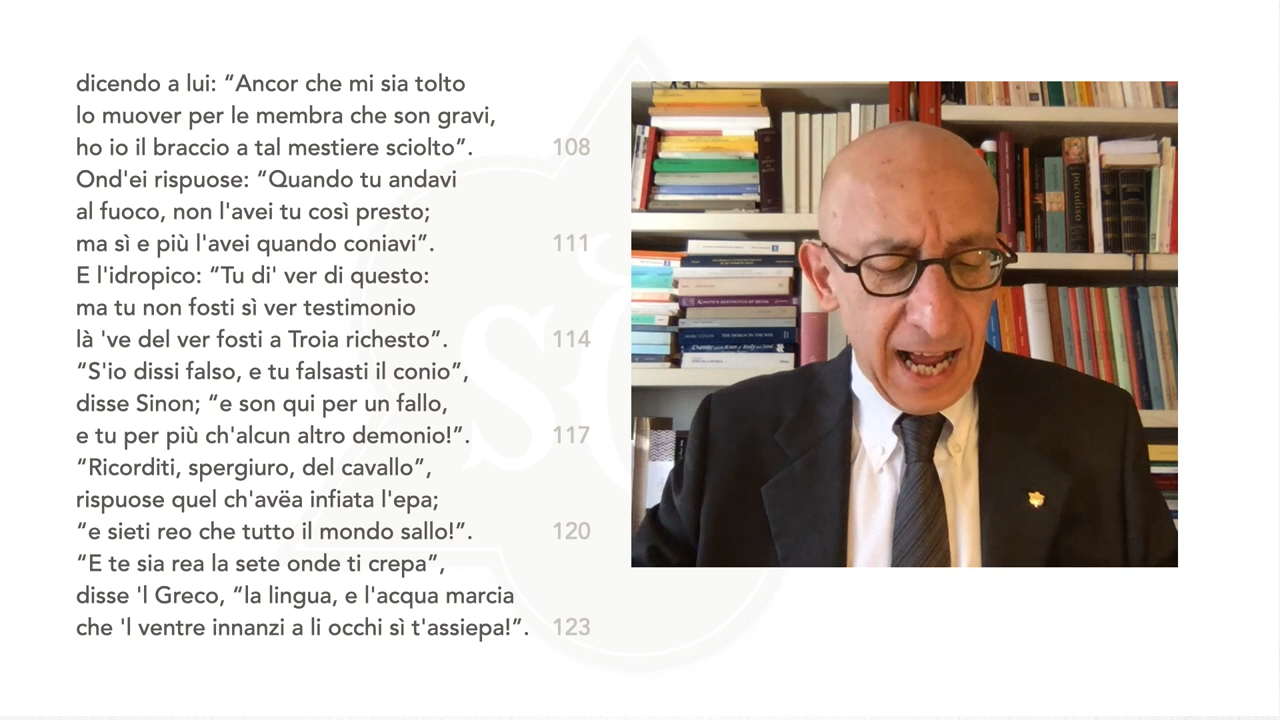 dicendo a lui: “Ancor che mi sia tolto
lo muover per le membra che son gravi,
ho io il braccio a tal mestiere sciolto”. 108
Ond'ei rispuose: “Quando tu andavi
al fuoco, non l'avei tu così presto;
ma sì e più l'avei quando coniavi”. 111
E l'idropico: “Tu di' ver di questo:
ma tu non fosti sì ver testimonio
là 've del ver fosti a Troia richesto”. 114
“S'io dissi falso, e tu falsasti il conio”,
disse Sinon; “e son qui per un fallo,
e tu per più ch'alcun altro demonio!”. 117
“Ricorditi, spergiuro, del cavallo”,
rispuose quel ch'avëa infiata l'epa;
“e sieti reo che tutto il mondo sallo!”. 120
“E te sia rea la sete onde ti crepa”,
disse 'l Greco, “la lingua, e l'acqua marcia
che 'l ventre innanzi a li occhi sì t'assiepa!”. 123
paradiso